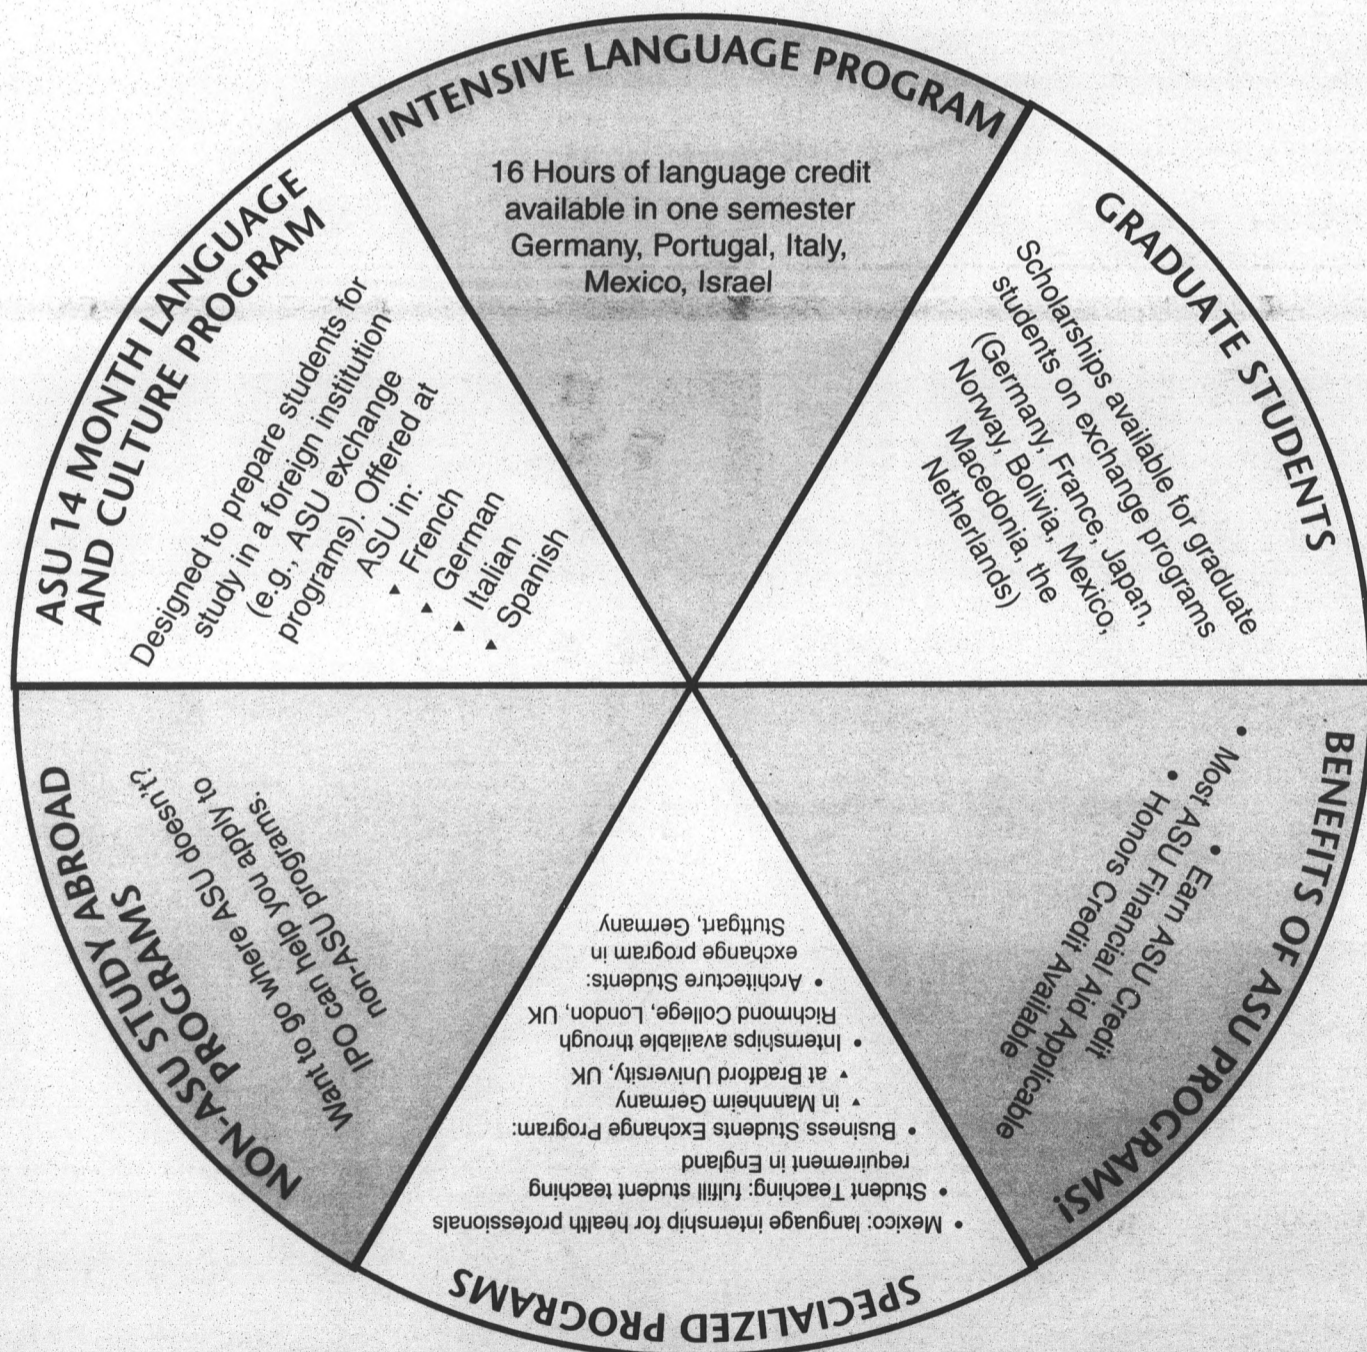 INTENSIVE LANGUAGE PROGRAM
16 Hours of language credit
available in one semester
Germany, Portugal, Italy,
Mexico, Israel
GRADUATE STUDENTS
Scholarships available for graduate
students on exchange programs
(Germany, France, Japan,
Norway, Bolivia, Mexico,
Macedonia, the
Netherlands)
BENEFITS OF ASU PROGRAMS!
• Earn ASU Credit
• Most ASU Financial Aid Applicable
• Honors Credit Available
SPECIALIZED PROGRAMS
• Mexico: language internship for health professionals
• Student Teaching: fulfill student teaching
requirement in England
• Business Students Exchange Program:
▴ in Mannheim Germany
▴ at Bradford University, UK
• Internships available through
Richmond College, London, UK
• Architecture Students:
exchange program in
Stuttgart, Germany
NON-ASU STUDY ABROAD
PROGRAMS
Want to go where ASU doesn't?
IPO can help you apply to
non-ASU programs.
ASU 14 MONTH LANGUAGE
AND CULTURE PROGRAM
Designed to prepare students for
study in a foreign institution
(e.g., ASU exchange
programs). Offered at
ASU in:
▴ French
▴ German
▴ Italian
▴ Spanish